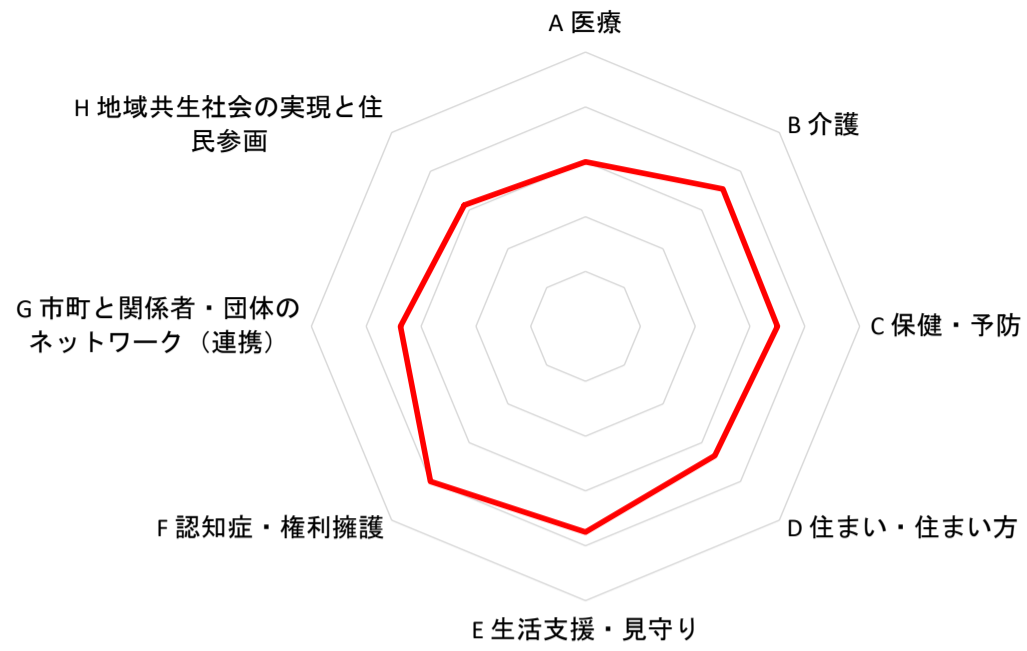 A 医療
B 介護
C 保健・予防
D 住まい・住まい方
E 生活支援・見守り
F 認知症・権利擁護
G 市町と関係者・団体の
ネットワーク（連携）
H 地域共生社会の実現と住
民参画